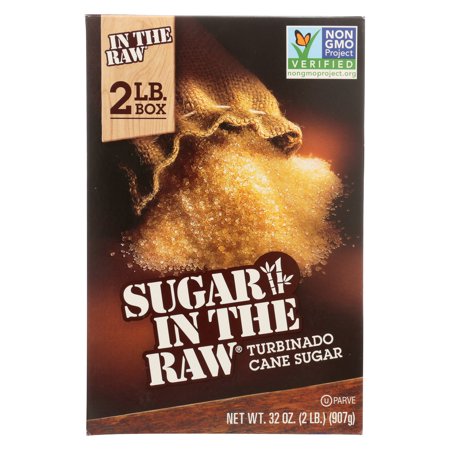 IN THE
RAW®
2 LB.
BOX
NON
GMO
Project
VERIFIED
nongmoproject.org
SUGAR
IN THE
RAW®
TURBINADO
CANE SUGAR
U PARVE
NET WT. 32 OZ. (2 LB.) (907g)